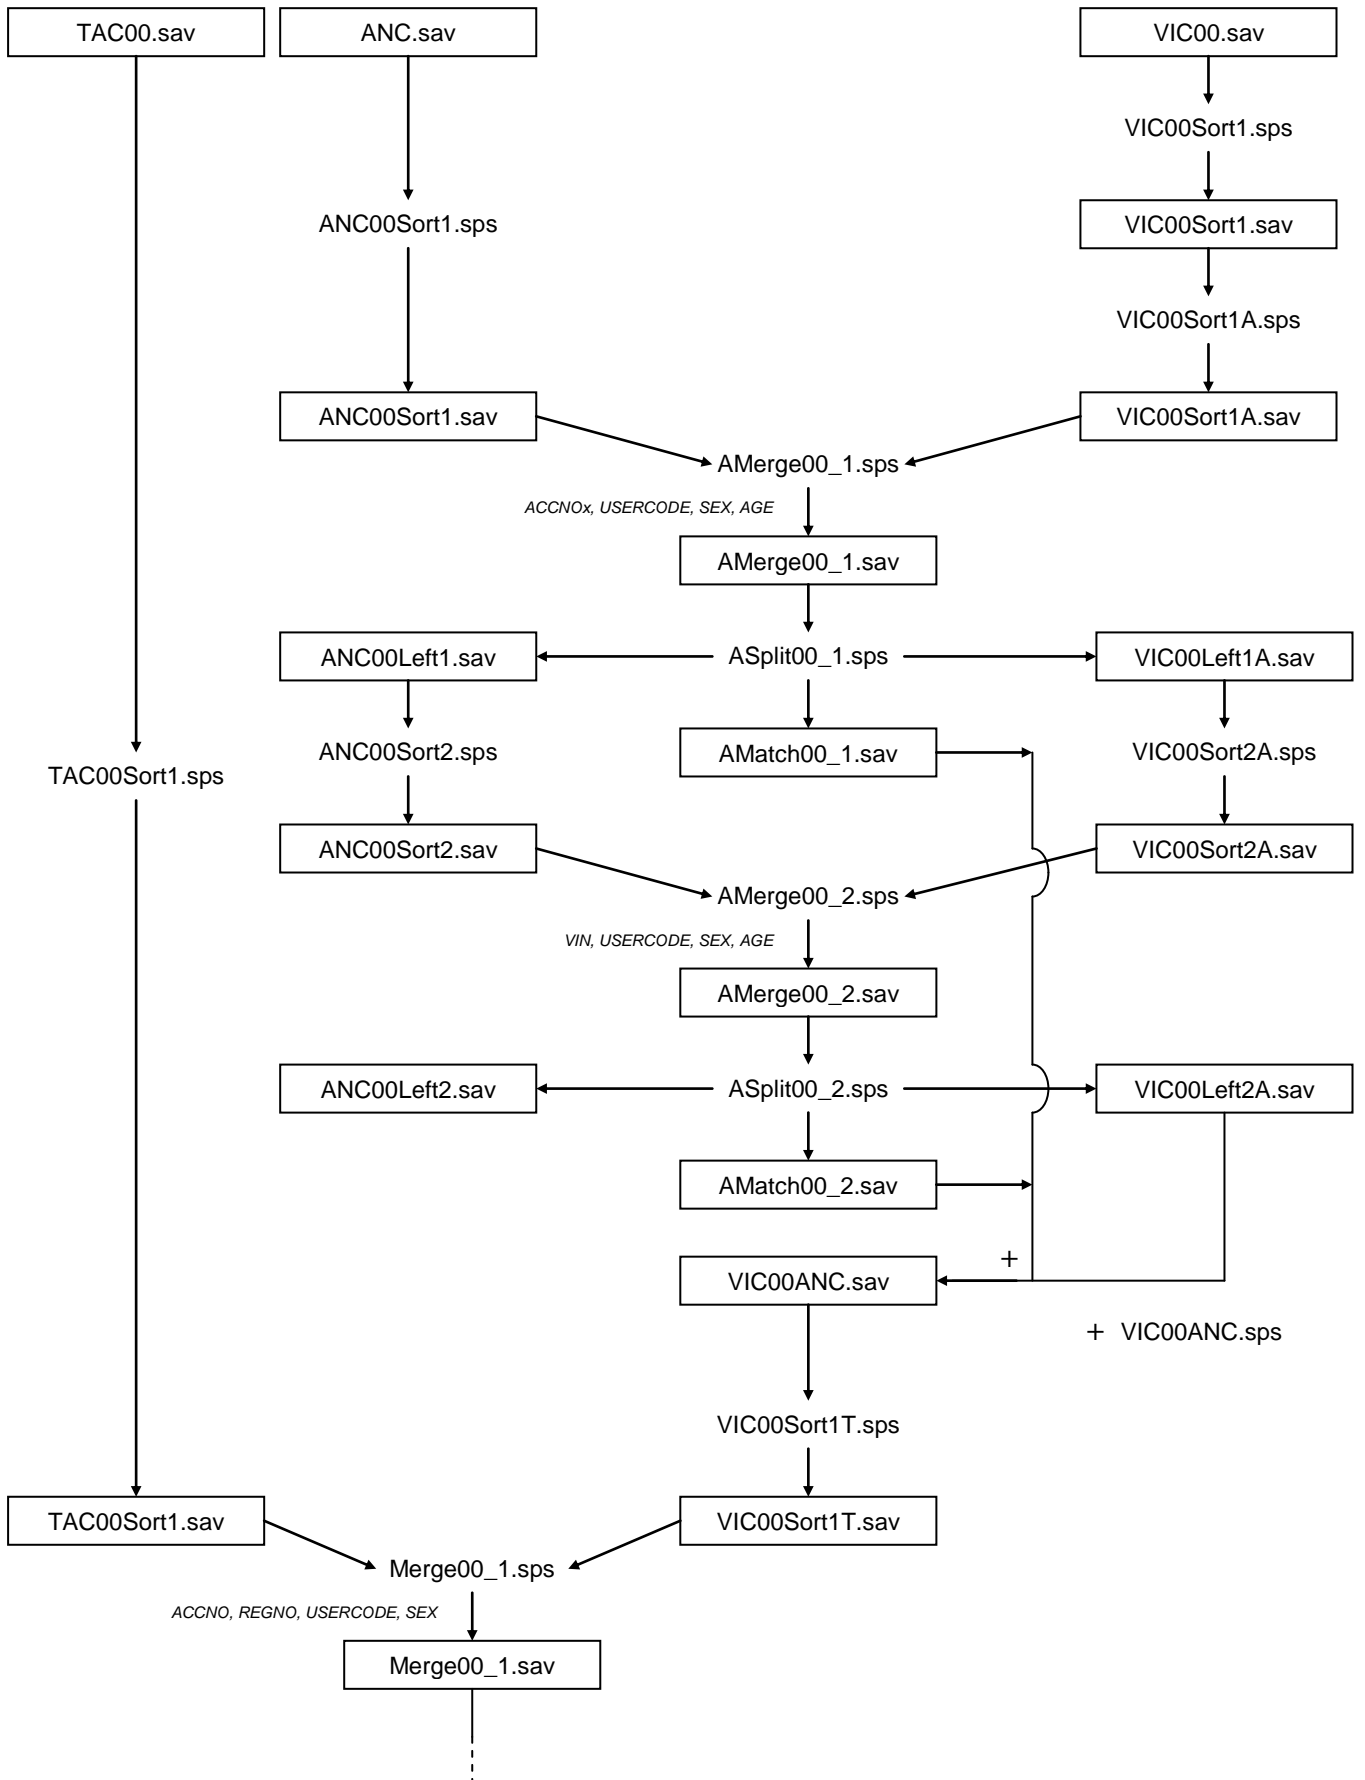 TAC00.sav
ANC.sav
VIC00.sav
VIC00Sort1.sps
ANC00Sort1.sps
VIC00Sort1.sav
VIC00Sort1A.sps
ANC00Sort1.sav
VIC00Sort1A.sav
AMerge00_1.sps
ACCNOx, USERCODE, SEX, AGE
AMerge00_1.sav
ANC00Left1.sav
ASplit00_1.sps
VIC00Left1A.sav
ANC00Sort2.sps
AMatch00_1.sav
VIC00Sort2A.sps
TAC00Sort1.sps
ANC00Sort2.sav
VIC00Sort2A.sav
AMerge00_2.sps
VIN, USERCODE, SEX, AGE
AMerge00_2.sav
ANC00Left2.sav
ASplit00_2.sps
VIC00Left2A.sav
AMatch00_2.sav
+
VIC00ANC.sav
+ VIC00ANC.sps
VIC00Sort1T.sps
TAC00Sort1.sav
VIC00Sort1T.sav
Merge00_1.sps
ACCNO, REGNO, USERCODE, SEX
Merge00_1.sav